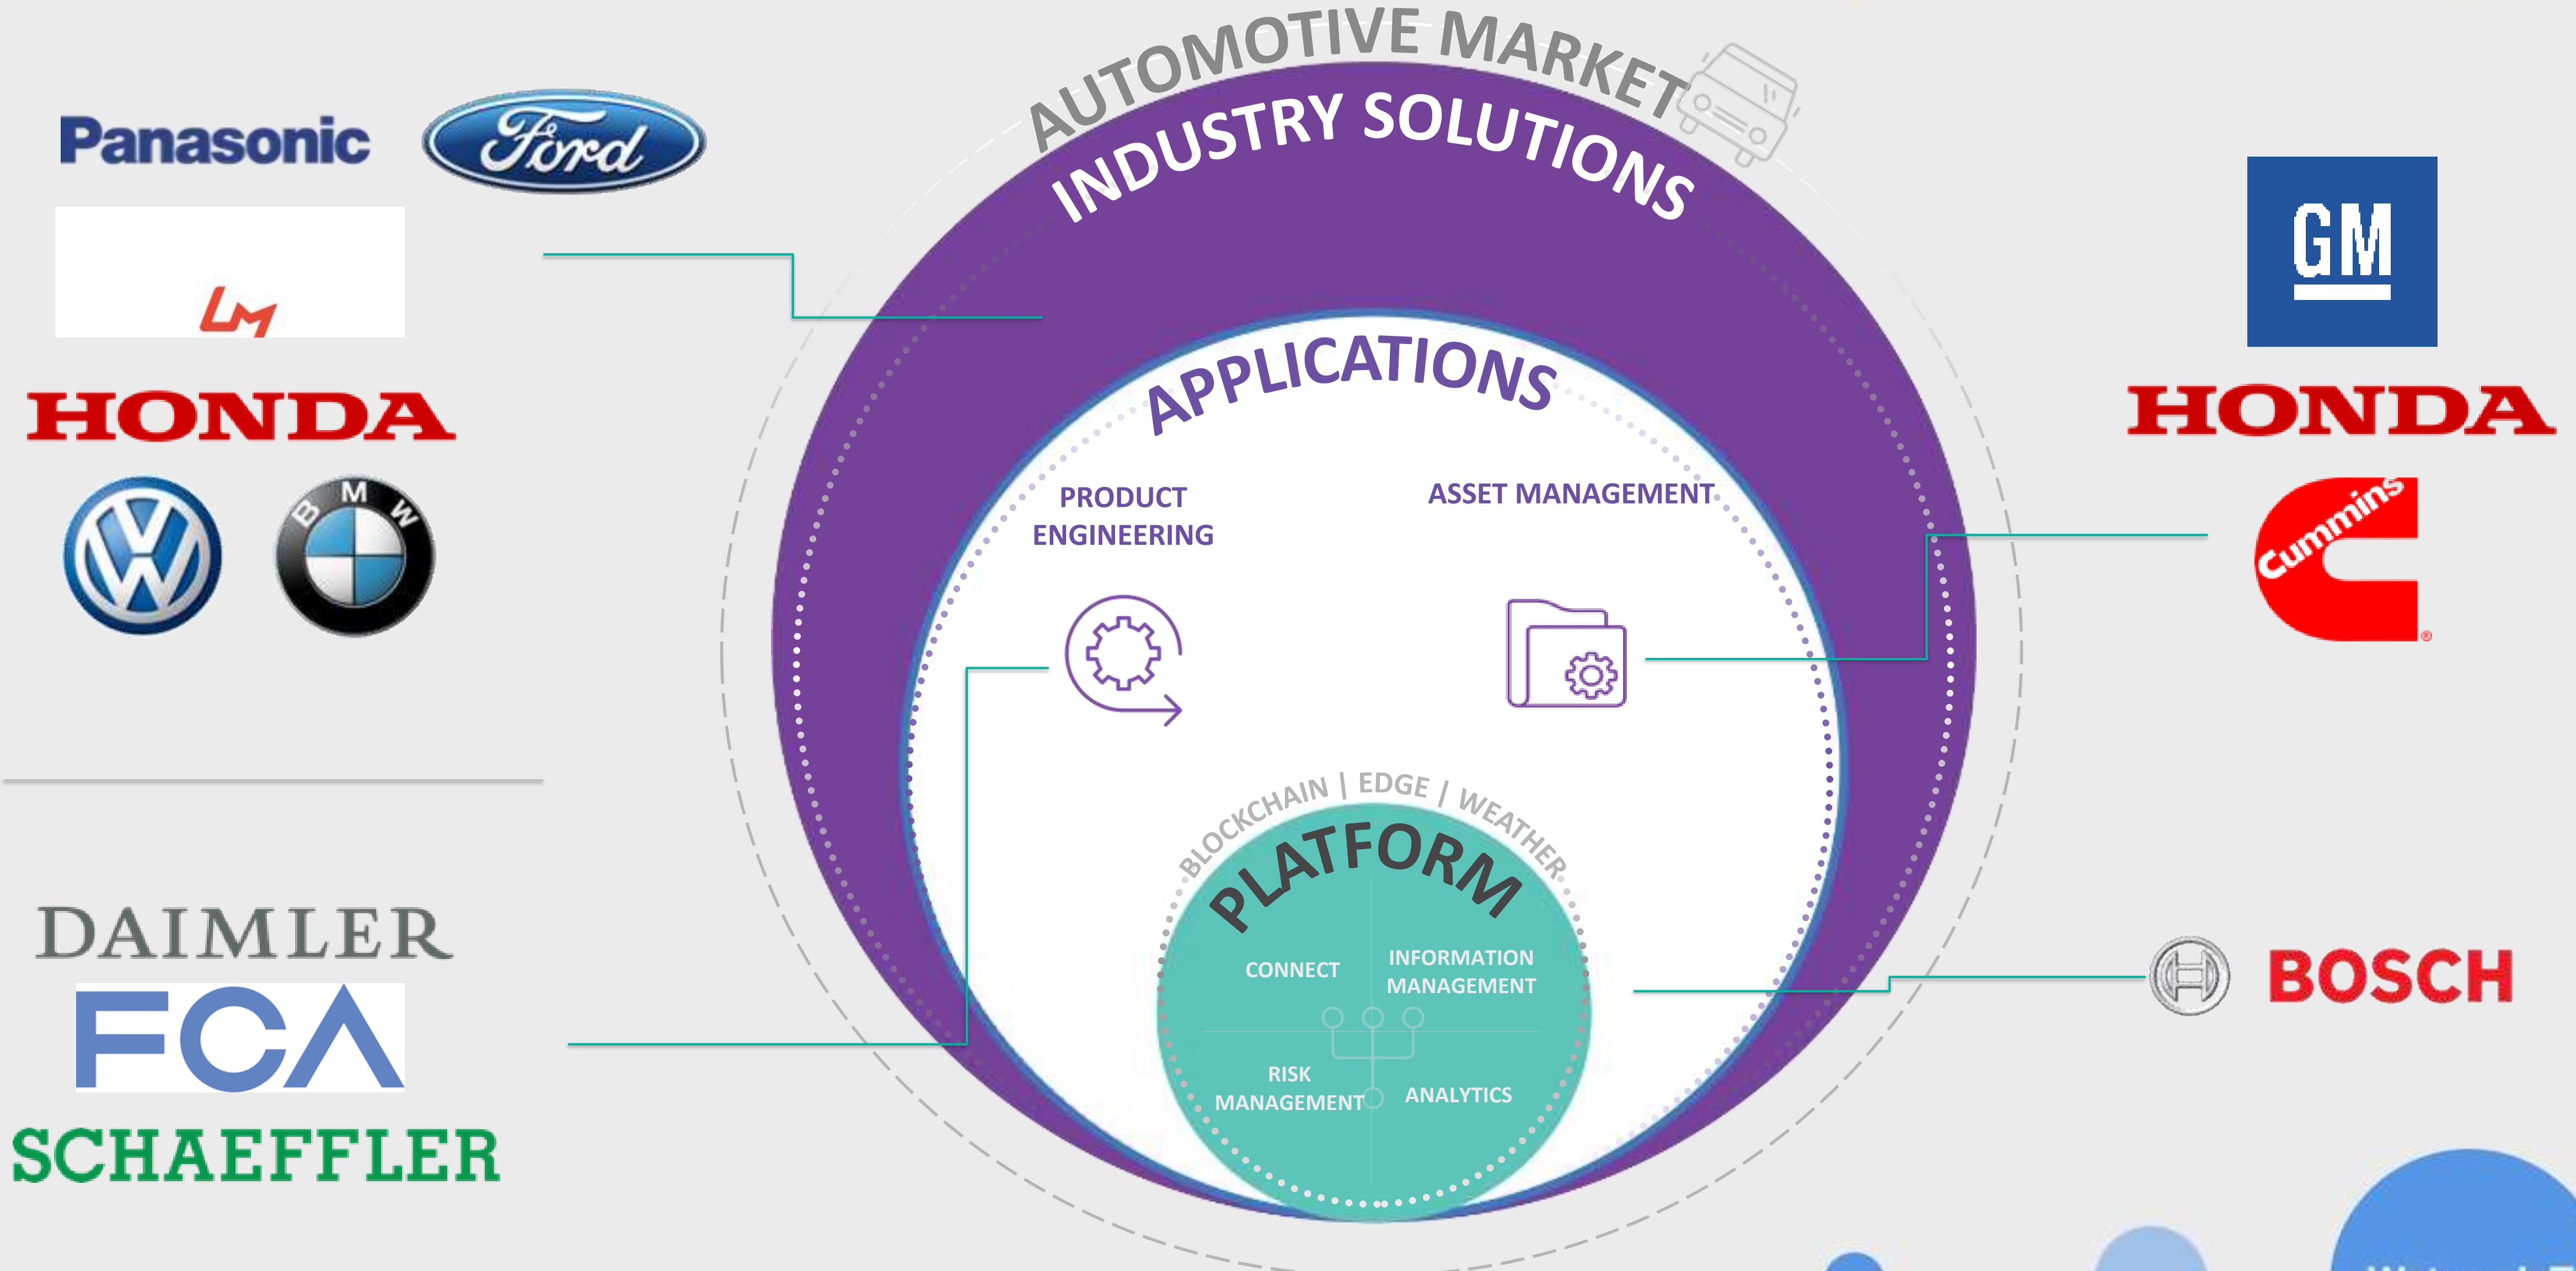 AUTOMOTIVE MARKET
INDUSTRY SOLUTIONS
Panasonic
Ford
LM
HONDA
VW
BMW
DAIMLER
FCA
SCHAEFFLER
APPLICATIONS
PRODUCT
ENGINEERING
ASSET MANAGEMENT
BLOCKCHAIN | EDGE | WEATHER
PLATFORM
CONNECT
INFORMATION
MANAGEMENT
RISK
MANAGEMENT
ANALYTICS
GM
HONDA
Cummins
®
BOSCH